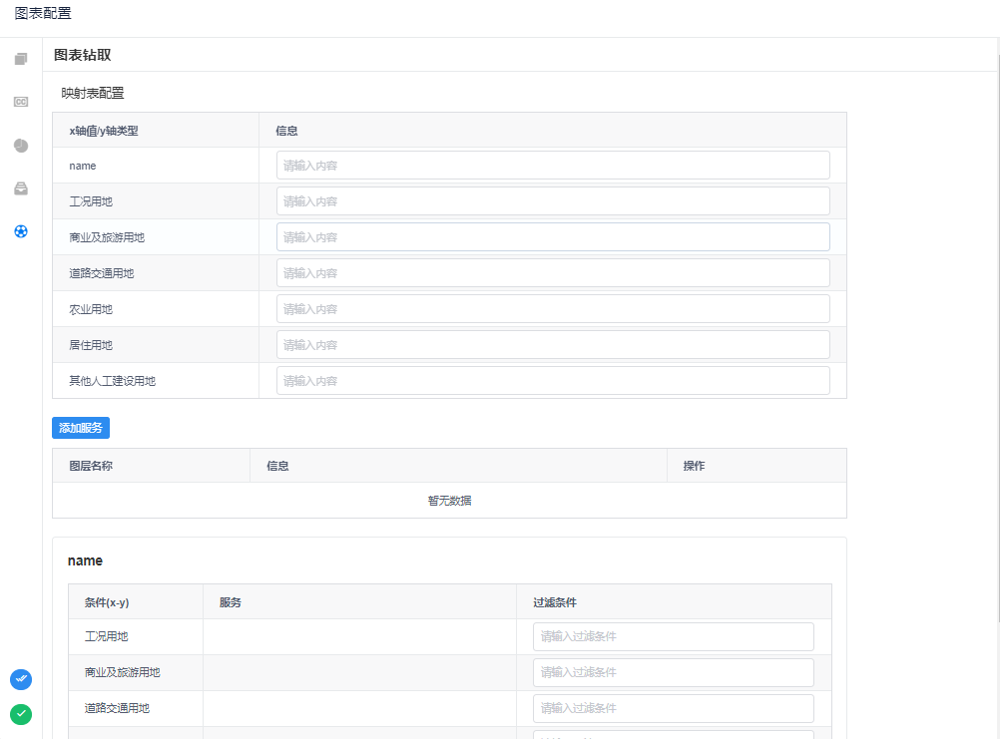 图表配置
图表钻取
映射表配置
x轴值/y轴类型 信息
name 请输入内容
工况用地 请输入内容
商业及旅游用地 请输入内容
道路交通用地 请输入内容
农业用地 请输入内容
居住用地 请输入内容
其他人工建设用地 请输入内容
添加服务
图层名称 信息 操作
暂无数据
name
条件(x-y) 服务 过滤条件
工况用地 请输入过滤条件
商业及旅游用地 请输入过滤条件
道路交通用地 请输入过滤条件